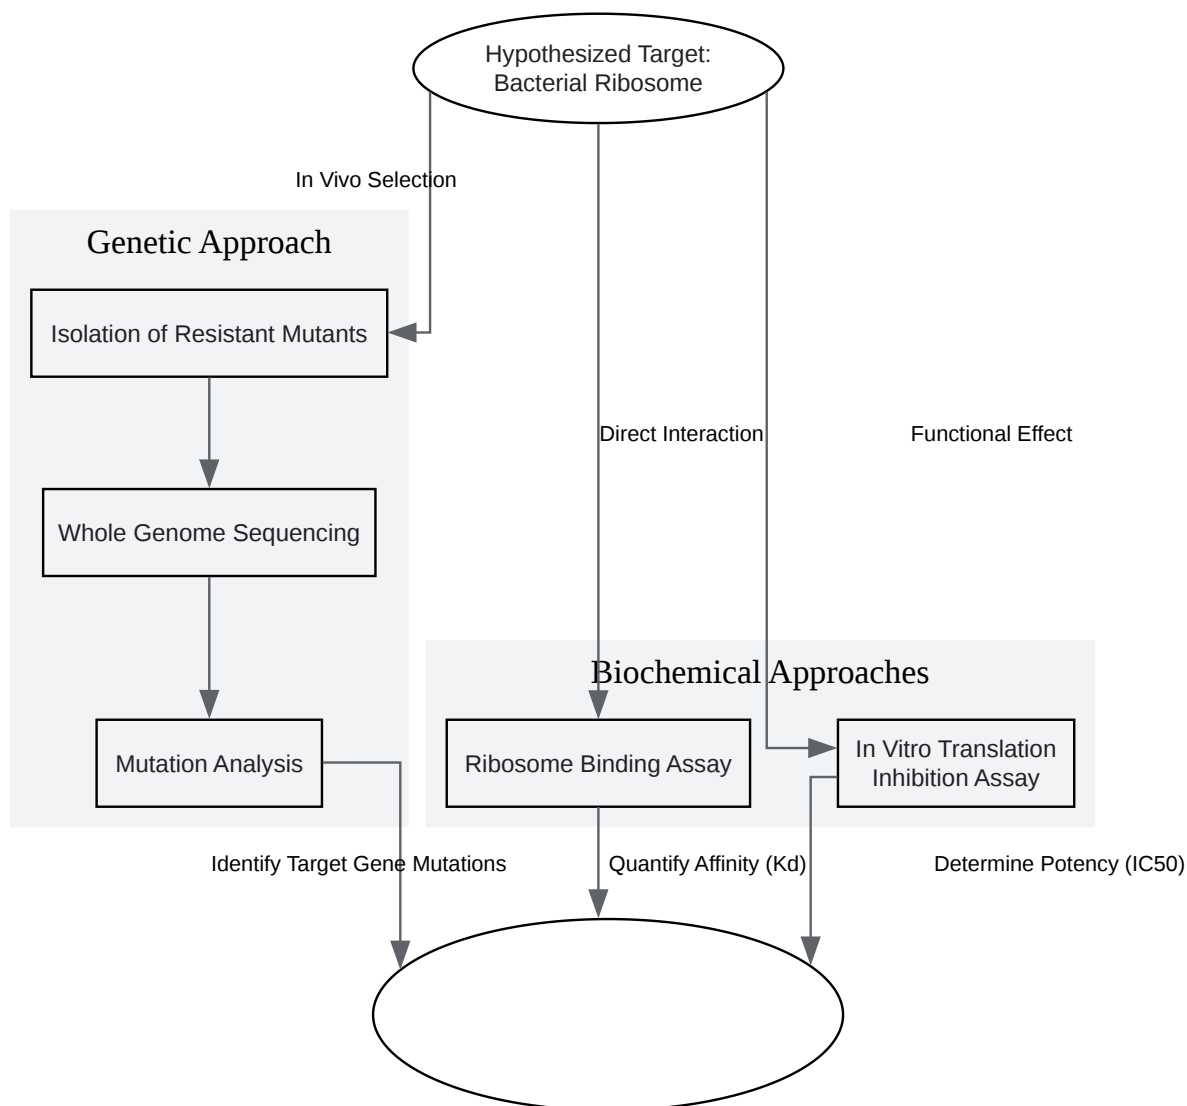 Hypothesized Target:
Bacterial Ribosome
In Vivo Selection
Genetic Approach
Isolation of Resistant Mutants
Direct Interaction
Functional Effect
Whole Genome Sequencing
Biochemical Approaches
Mutation Analysis
Ribosome Binding Assay
In Vitro Translation
Inhibition Assay
Identify Target Gene Mutations
Quantify Affinity (Kd)
Determine Potency (IC50)